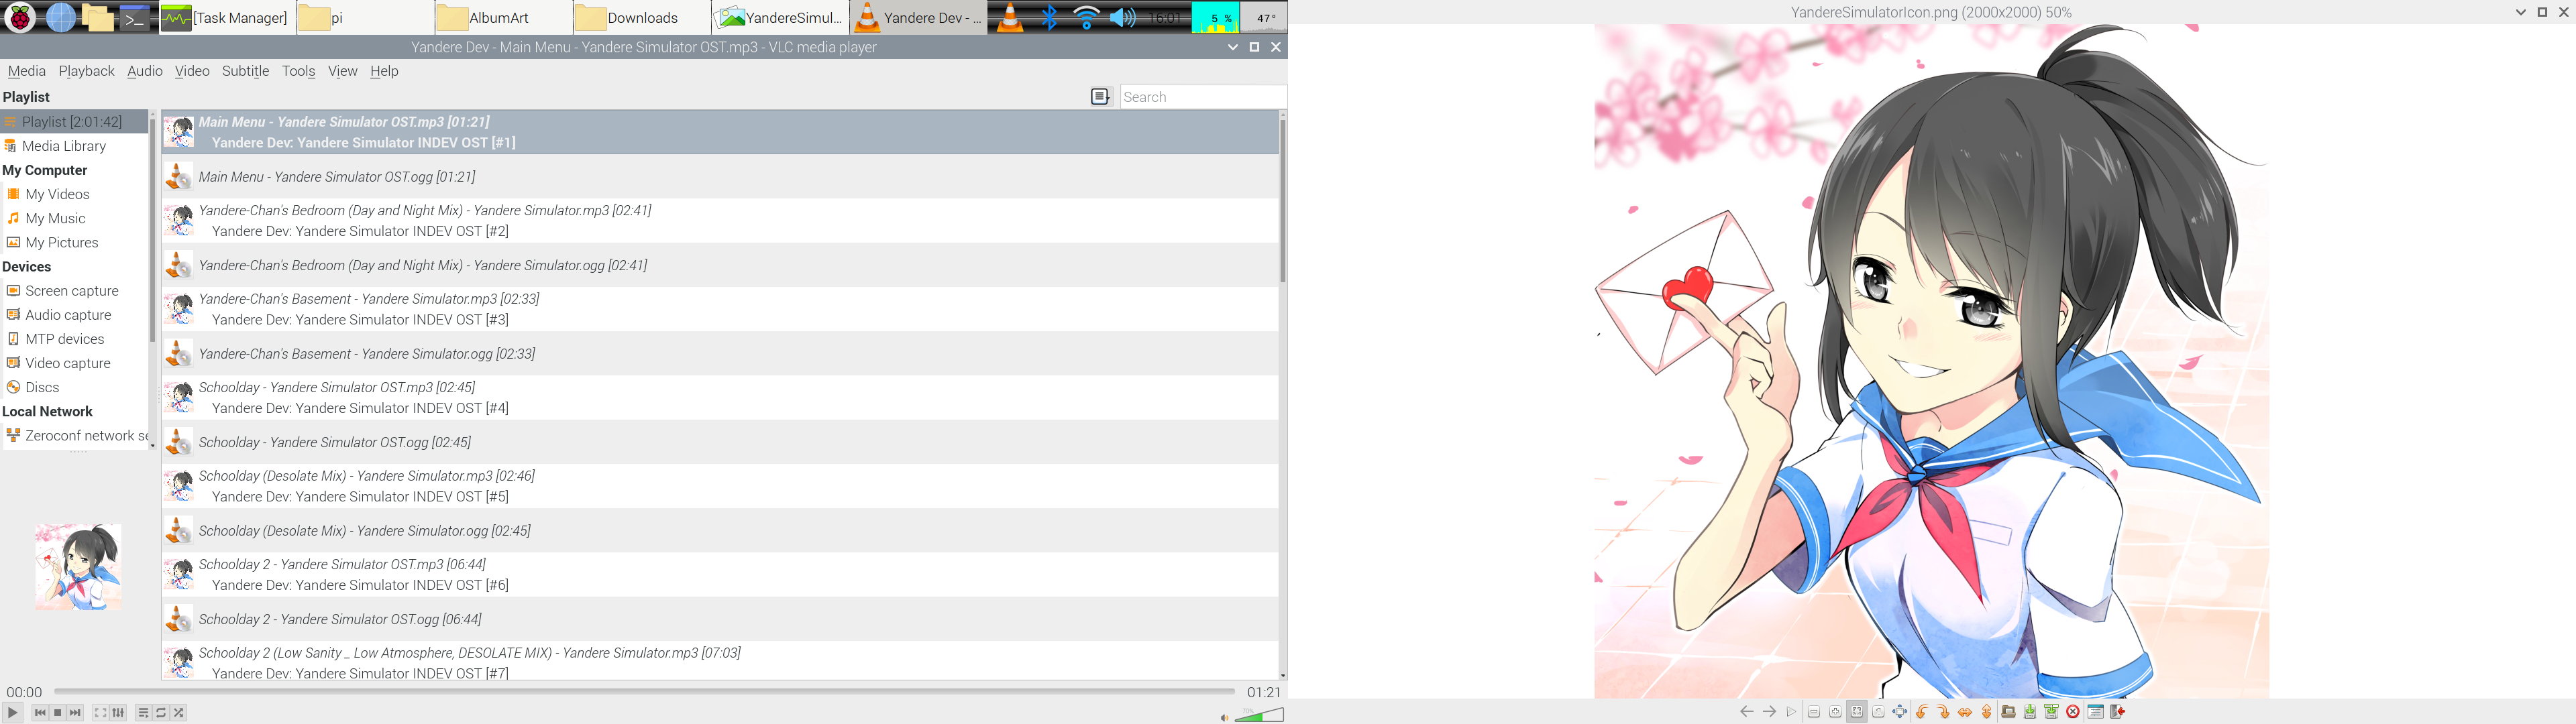 [Task Manager] pi AlbumArt Downloads YandereSimul... Yandere Dev - ... 16:01 5 % 47°
YandereSimulatorIcon.png (2000x2000) 50%
Yandere Dev - Main Menu - Yandere Simulator OST.mp3 - VLC media player
Media Playback Audio Video Subtitle Tools View Help
Playlist
Search
Playlist [2:01:42]
Media Library
My Computer
My Videos
My Music
My Pictures
Devices
Screen capture
Audio capture
MTP devices
Video capture
Discs
Local Network
Zeroconf network se
Main Menu - Yandere Simulator OST.mp3 [01:21]
Yandere Dev: Yandere Simulator INDEV OST [#1]
Main Menu - Yandere Simulator OST.ogg [01:21]
Yandere-Chan's Bedroom (Day and Night Mix) - Yandere Simulator.mp3 [02:41]
Yandere Dev: Yandere Simulator INDEV OST [#2]
Yandere-Chan's Bedroom (Day and Night Mix) - Yandere Simulator.ogg [02:41]
Yandere-Chan's Basement - Yandere Simulator.mp3 [02:33]
Yandere Dev: Yandere Simulator INDEV OST [#3]
Yandere-Chan's Basement - Yandere Simulator.ogg [02:33]
Schoolday - Yandere Simulator OST.mp3 [02:45]
Yandere Dev: Yandere Simulator INDEV OST [#4]
Schoolday - Yandere Simulator OST.ogg [02:45]
Schoolday (Desolate Mix) - Yandere Simulator.mp3 [02:46]
Yandere Dev: Yandere Simulator INDEV OST [#5]
Schoolday (Desolate Mix) - Yandere Simulator.ogg [02:45]
Schoolday 2 - Yandere Simulator OST.mp3 [06:44]
Yandere Dev: Yandere Simulator INDEV OST [#6]
Schoolday 2 - Yandere Simulator OST.ogg [06:44]
Schoolday 2 (Low Sanity _ Low Atmosphere, DESOLATE MIX) - Yandere Simulator.mp3 [07:03]
Yandere Dev: Yandere Simulator INDEV OST [#7]
00:00 01:21
70%